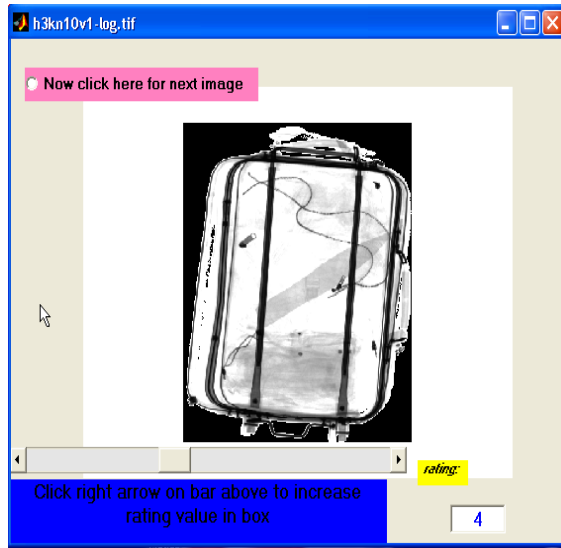 h3kn10v1-log.tif
Now click here for next image
rating:
Click right arrow on bar above to increase
rating value in box
4